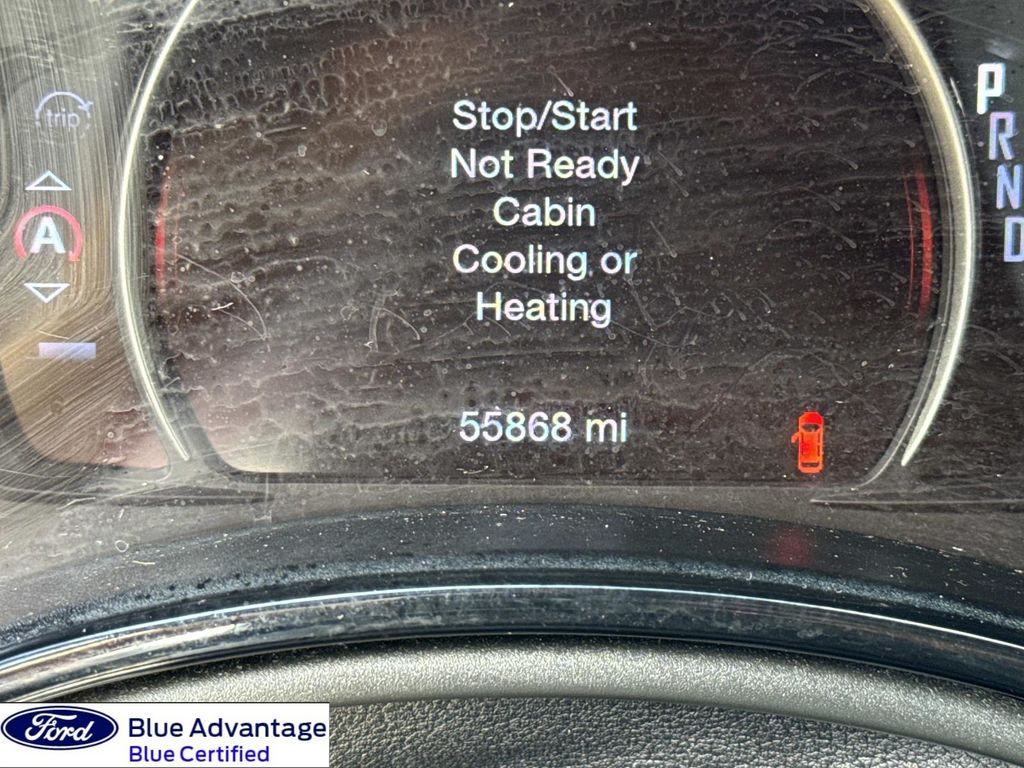 trip
P
R
N
D
A
Stop/Start
Not Ready
Cabin
Cooling or
Heating
55868 mi
Ford
Blue Advantage
Blue Certified